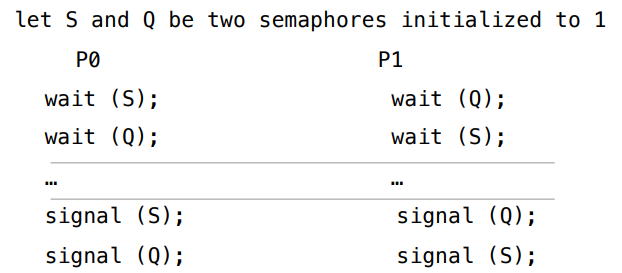 let S and Q be two semaphores initialized to 1
P0 P1
wait (S); wait (Q);
wait (Q); wait (S);
… …
signal (S); signal (Q);
signal (Q); signal (S);